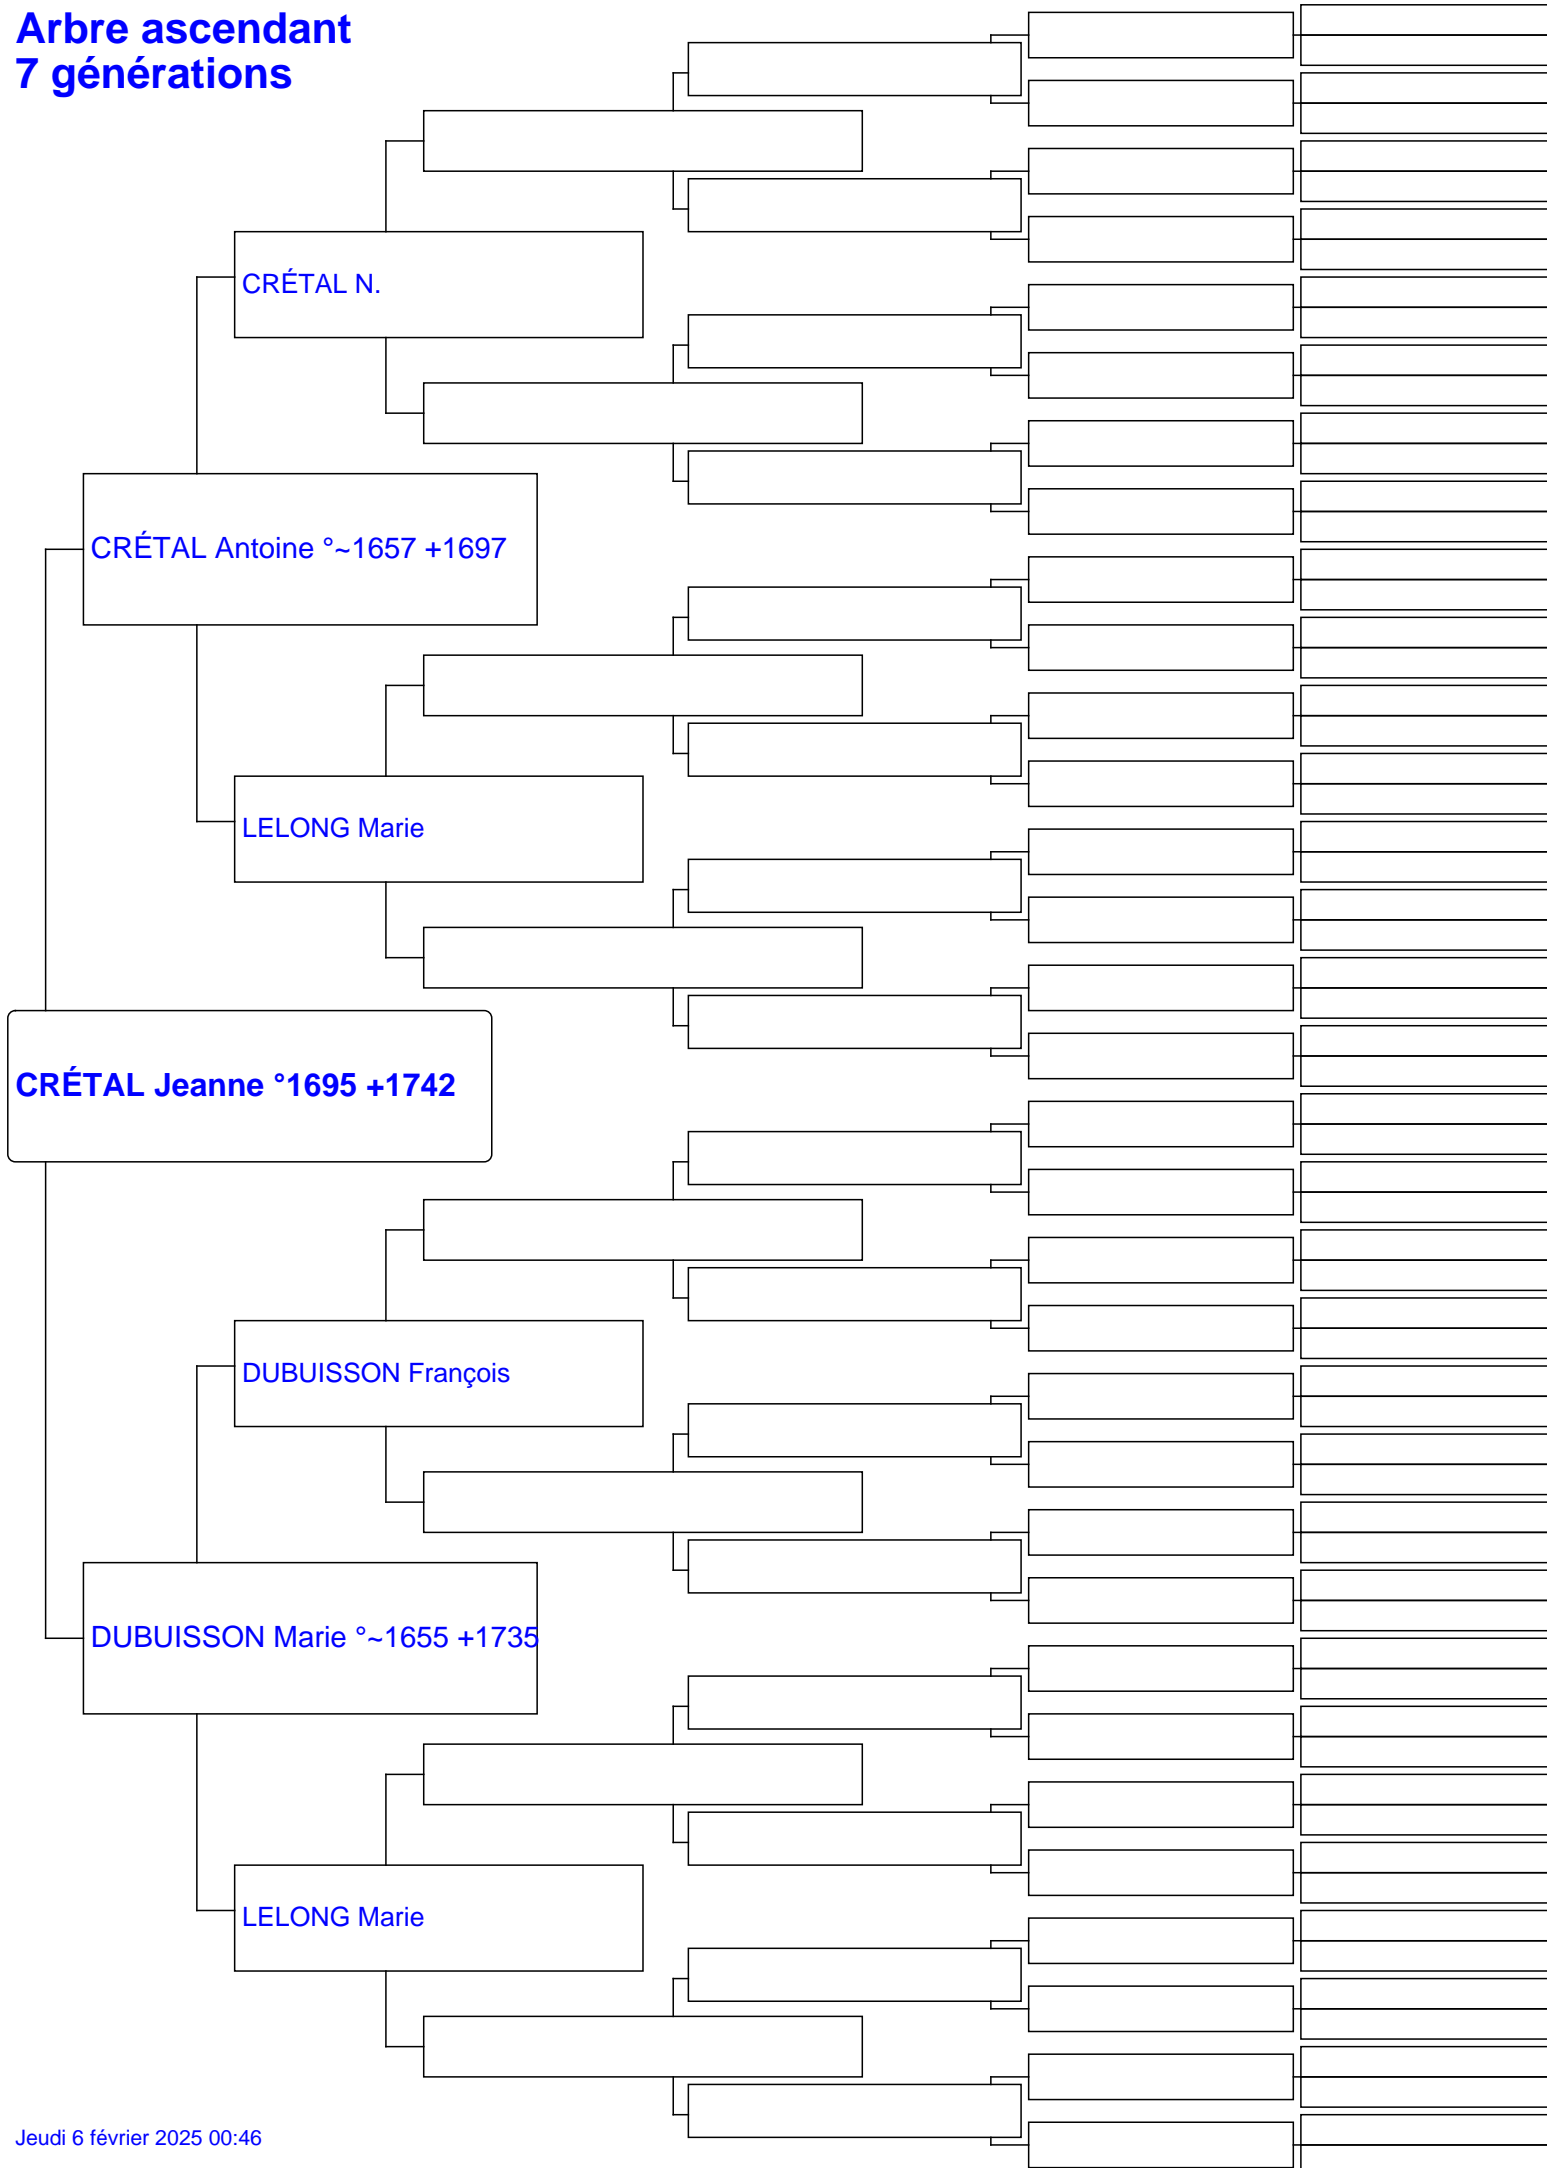 Arbre ascendant
7 générations
CRÉTAL N.
CRÉTAL Antoine °~1657 +1697
LELONG Marie
CRÉTAL Jeanne °1695 +1742
DUBUISSON François
DUBUISSON Marie °~1655 +1735
LELONG Marie
Jeudi 6 février 2025 00:46